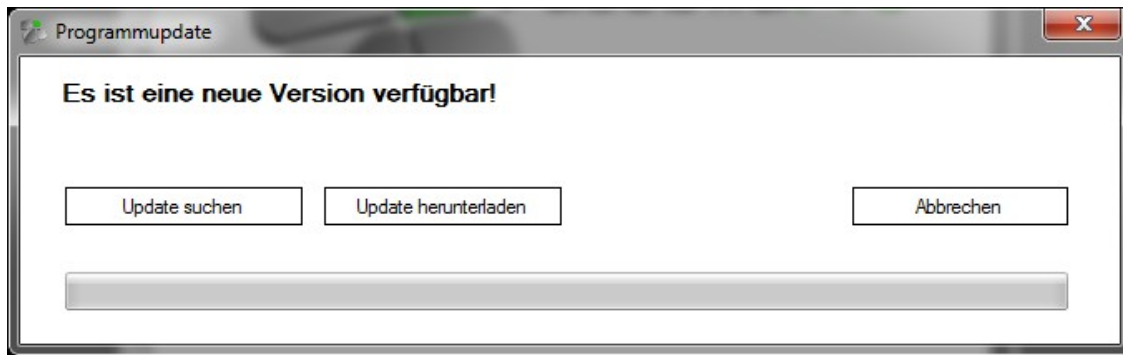 Programmupdate
Es ist eine neue Version verfügbar!
Update suchen
Update herunterladen
Abbrechen